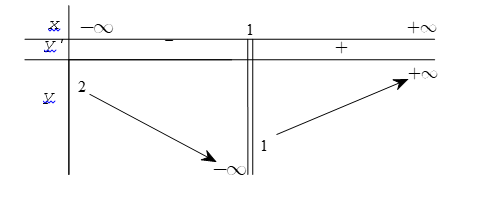 x −∞ 1 +∞
y' − +
+∞
2
y
1
−∞